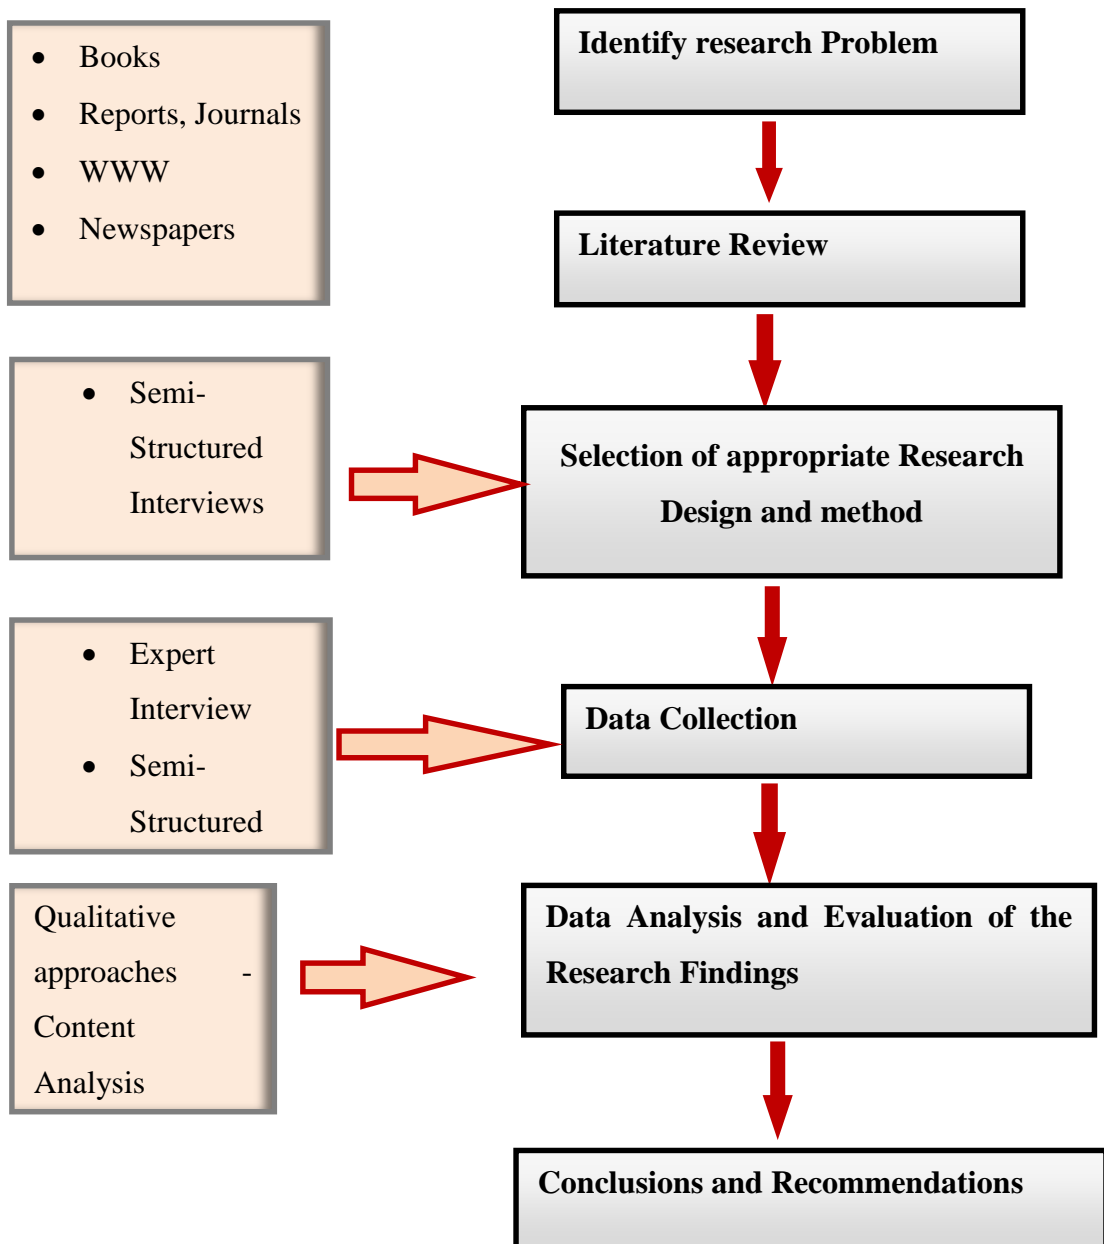 • Books
• Reports, Journals
• WWW
• Newspapers
Identify research Problem
Literature Review
• Semi-
Structured
Interviews
Selection of appropriate Research
Design and method
• Expert
Interview
• Semi-
Structured
Data Collection
Qualitative
approaches -
Content
Analysis
Data Analysis and Evaluation of the
Research Findings
Conclusions and Recommendations